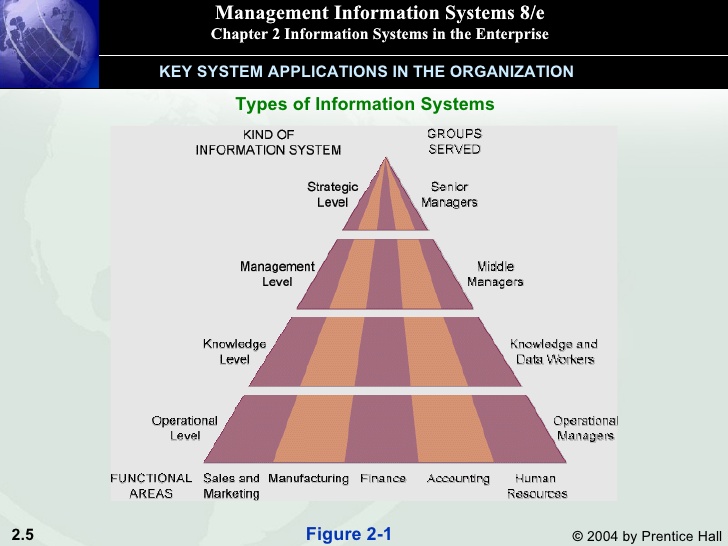 Management Information Systems 8/e
Chapter 2 Information Systems in the Enterprise
KEY SYSTEM APPLICATIONS IN THE ORGANIZATION
Types of Information Systems
KIND OF
INFORMATION SYSTEM
GROUPS
SERVED
Strategic
Level
Senior
Managers
Management
Level
Middle
Managers
Knowledge
Level
Knowledge and
Data Workers
Operational
Level
Operational
Managers
FUNCTIONAL
AREAS
Sales and
Marketing
Manufacturing
Finance
Accounting
Human
Resources
2.5
Figure 2-1
© 2004 by Prentice Hall